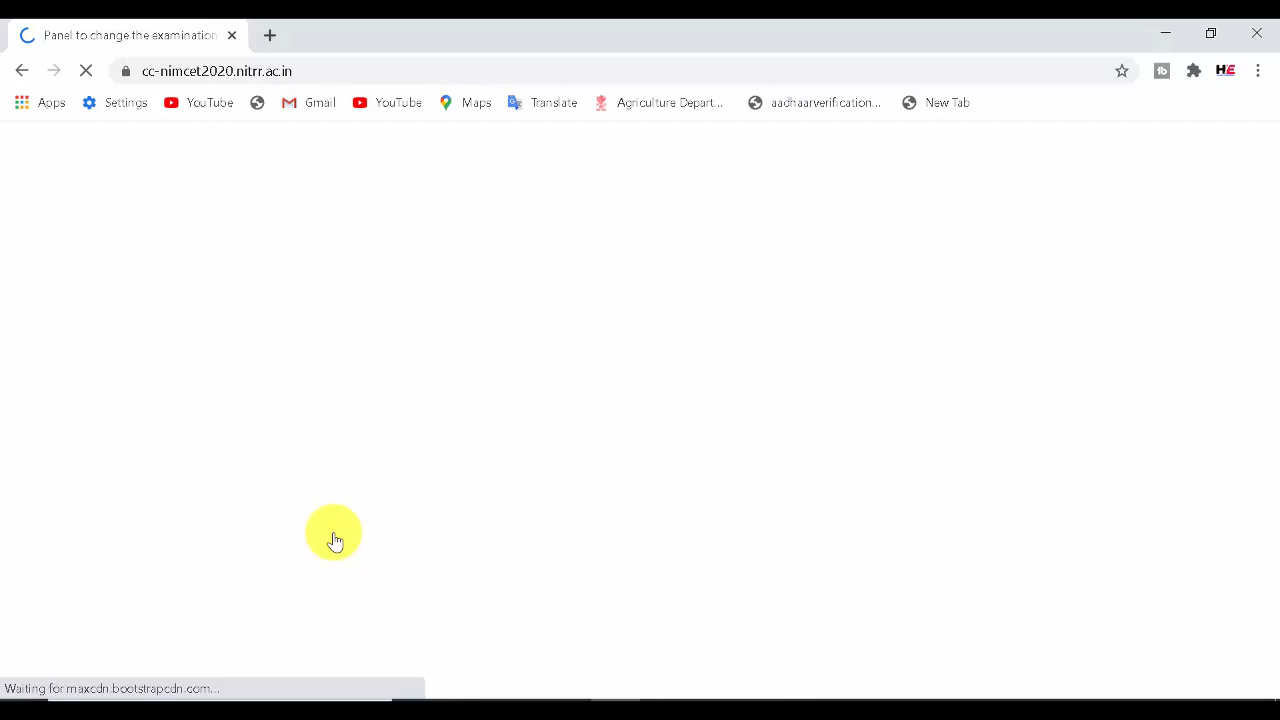 Panel to change the examination
cc-nimcet2020.nitrr.ac.in
Apps Settings YouTube Gmail YouTube Maps Translate Agriculture Depart... aadhaarverification... New Tab
Waiting for maxcdn.bootstrapcdn.com...